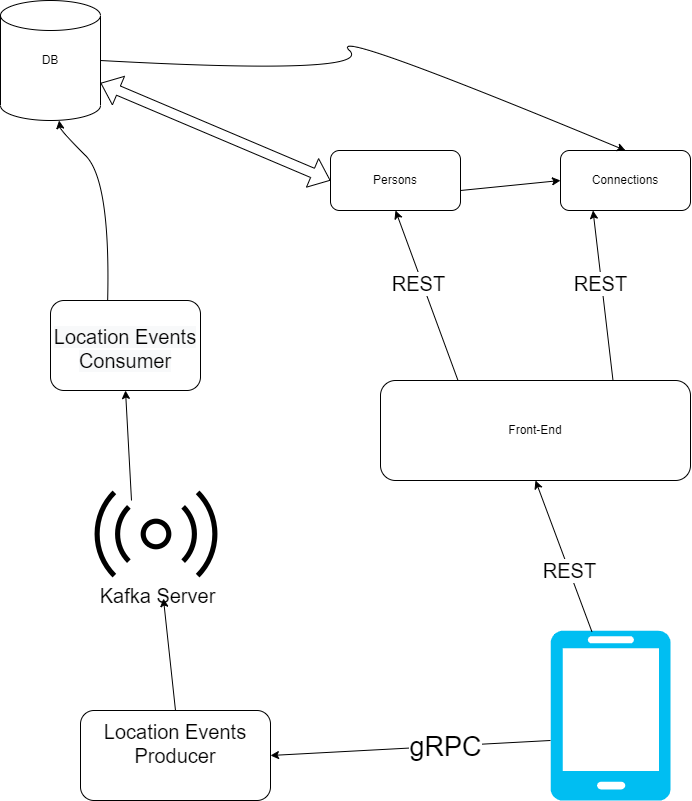 DB
Persons
Connections
REST
REST
Location Events
Consumer
Front-End
REST
Kafka Server
Location Events
Producer
gRPC